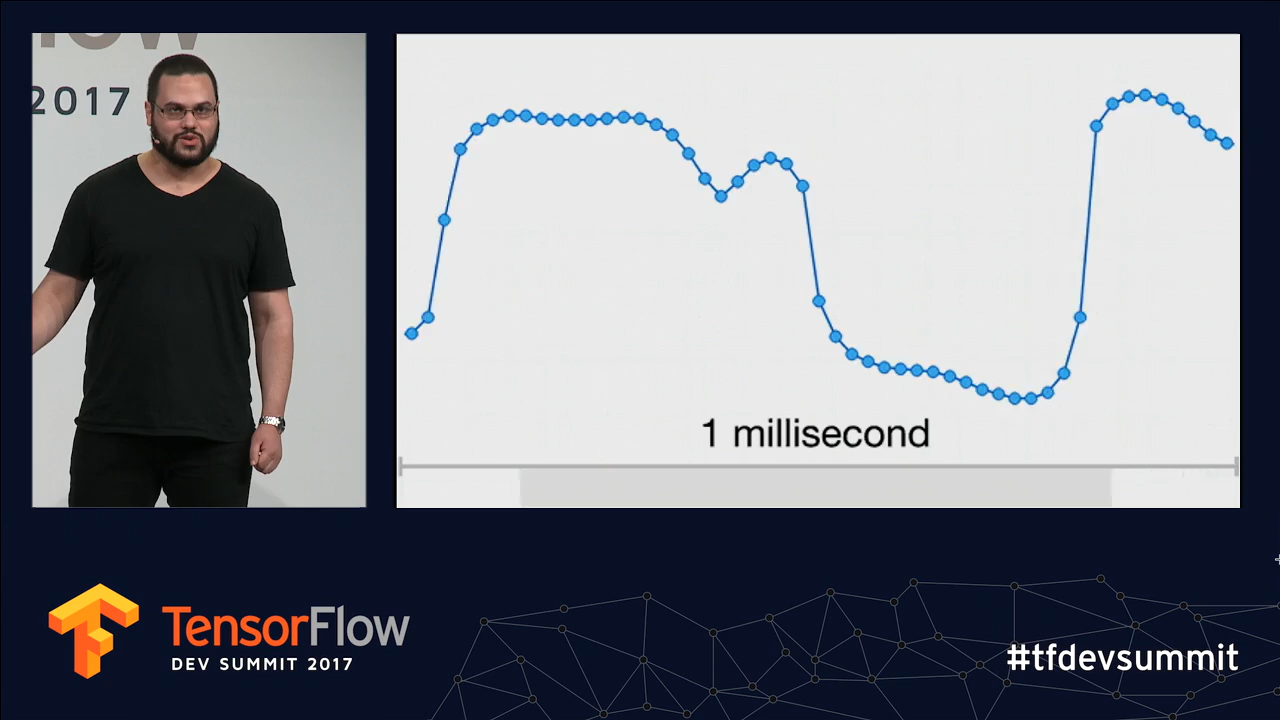 2017
1 millisecond
TensorFlow
DEV SUMMIT 2017
#tfdevsummit